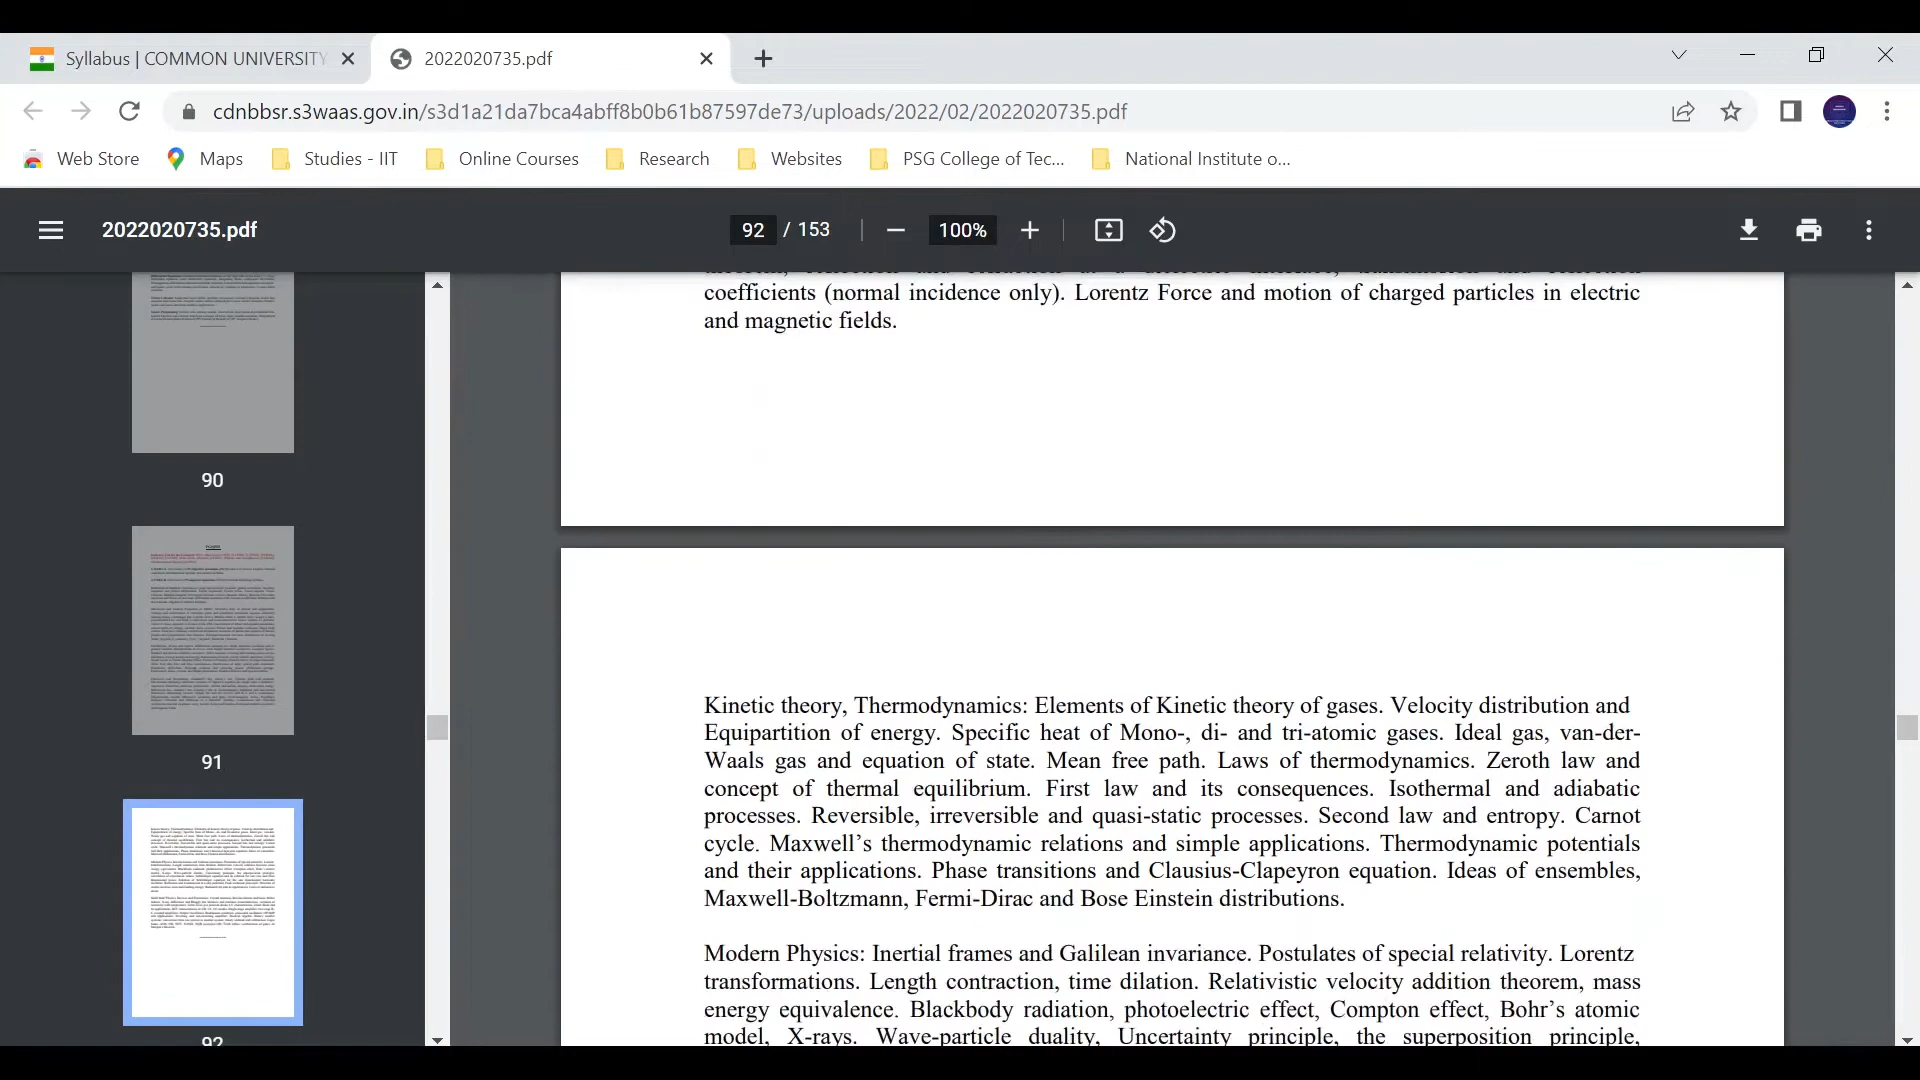 Syllabus | COMMON UNIVERSITY
2022020735.pdf
cdnbbsr.s3waas.gov.in/s3d1a21da7bca4abff8b0b61b87597de73/uploads/2022/02/2022020735.pdf
Web Store Maps Studies - IIT Online Courses Research Websites PSG College of Tec... National Institute o...
2022020735.pdf 92 / 153 100%
90
91
92
coefficients (normal incidence only). Lorentz Force and motion of charged particles in electric
and magnetic fields.
Kinetic theory, Thermodynamics: Elements of Kinetic theory of gases. Velocity distribution and
Equipartition of energy. Specific heat of Mono-, di- and tri-atomic gases. Ideal gas, van-der-
Waals gas and equation of state. Mean free path. Laws of thermodynamics. Zeroth law and
concept of thermal equilibrium. First law and its consequences. Isothermal and adiabatic
processes. Reversible, irreversible and quasi-static processes. Second law and entropy. Carnot
cycle. Maxwell’s thermodynamic relations and simple applications. Thermodynamic potentials
and their applications. Phase transitions and Clausius-Clapeyron equation. Ideas of ensembles,
Maxwell-Boltzmann, Fermi-Dirac and Bose Einstein distributions.
Modern Physics: Inertial frames and Galilean invariance. Postulates of special relativity. Lorentz
transformations. Length contraction, time dilation. Relativistic velocity addition theorem, mass
energy equivalence. Blackbody radiation, photoelectric effect, Compton effect, Bohr’s atomic
model, X-rays. Wave-particle duality, Uncertainty principle, the superposition principle,